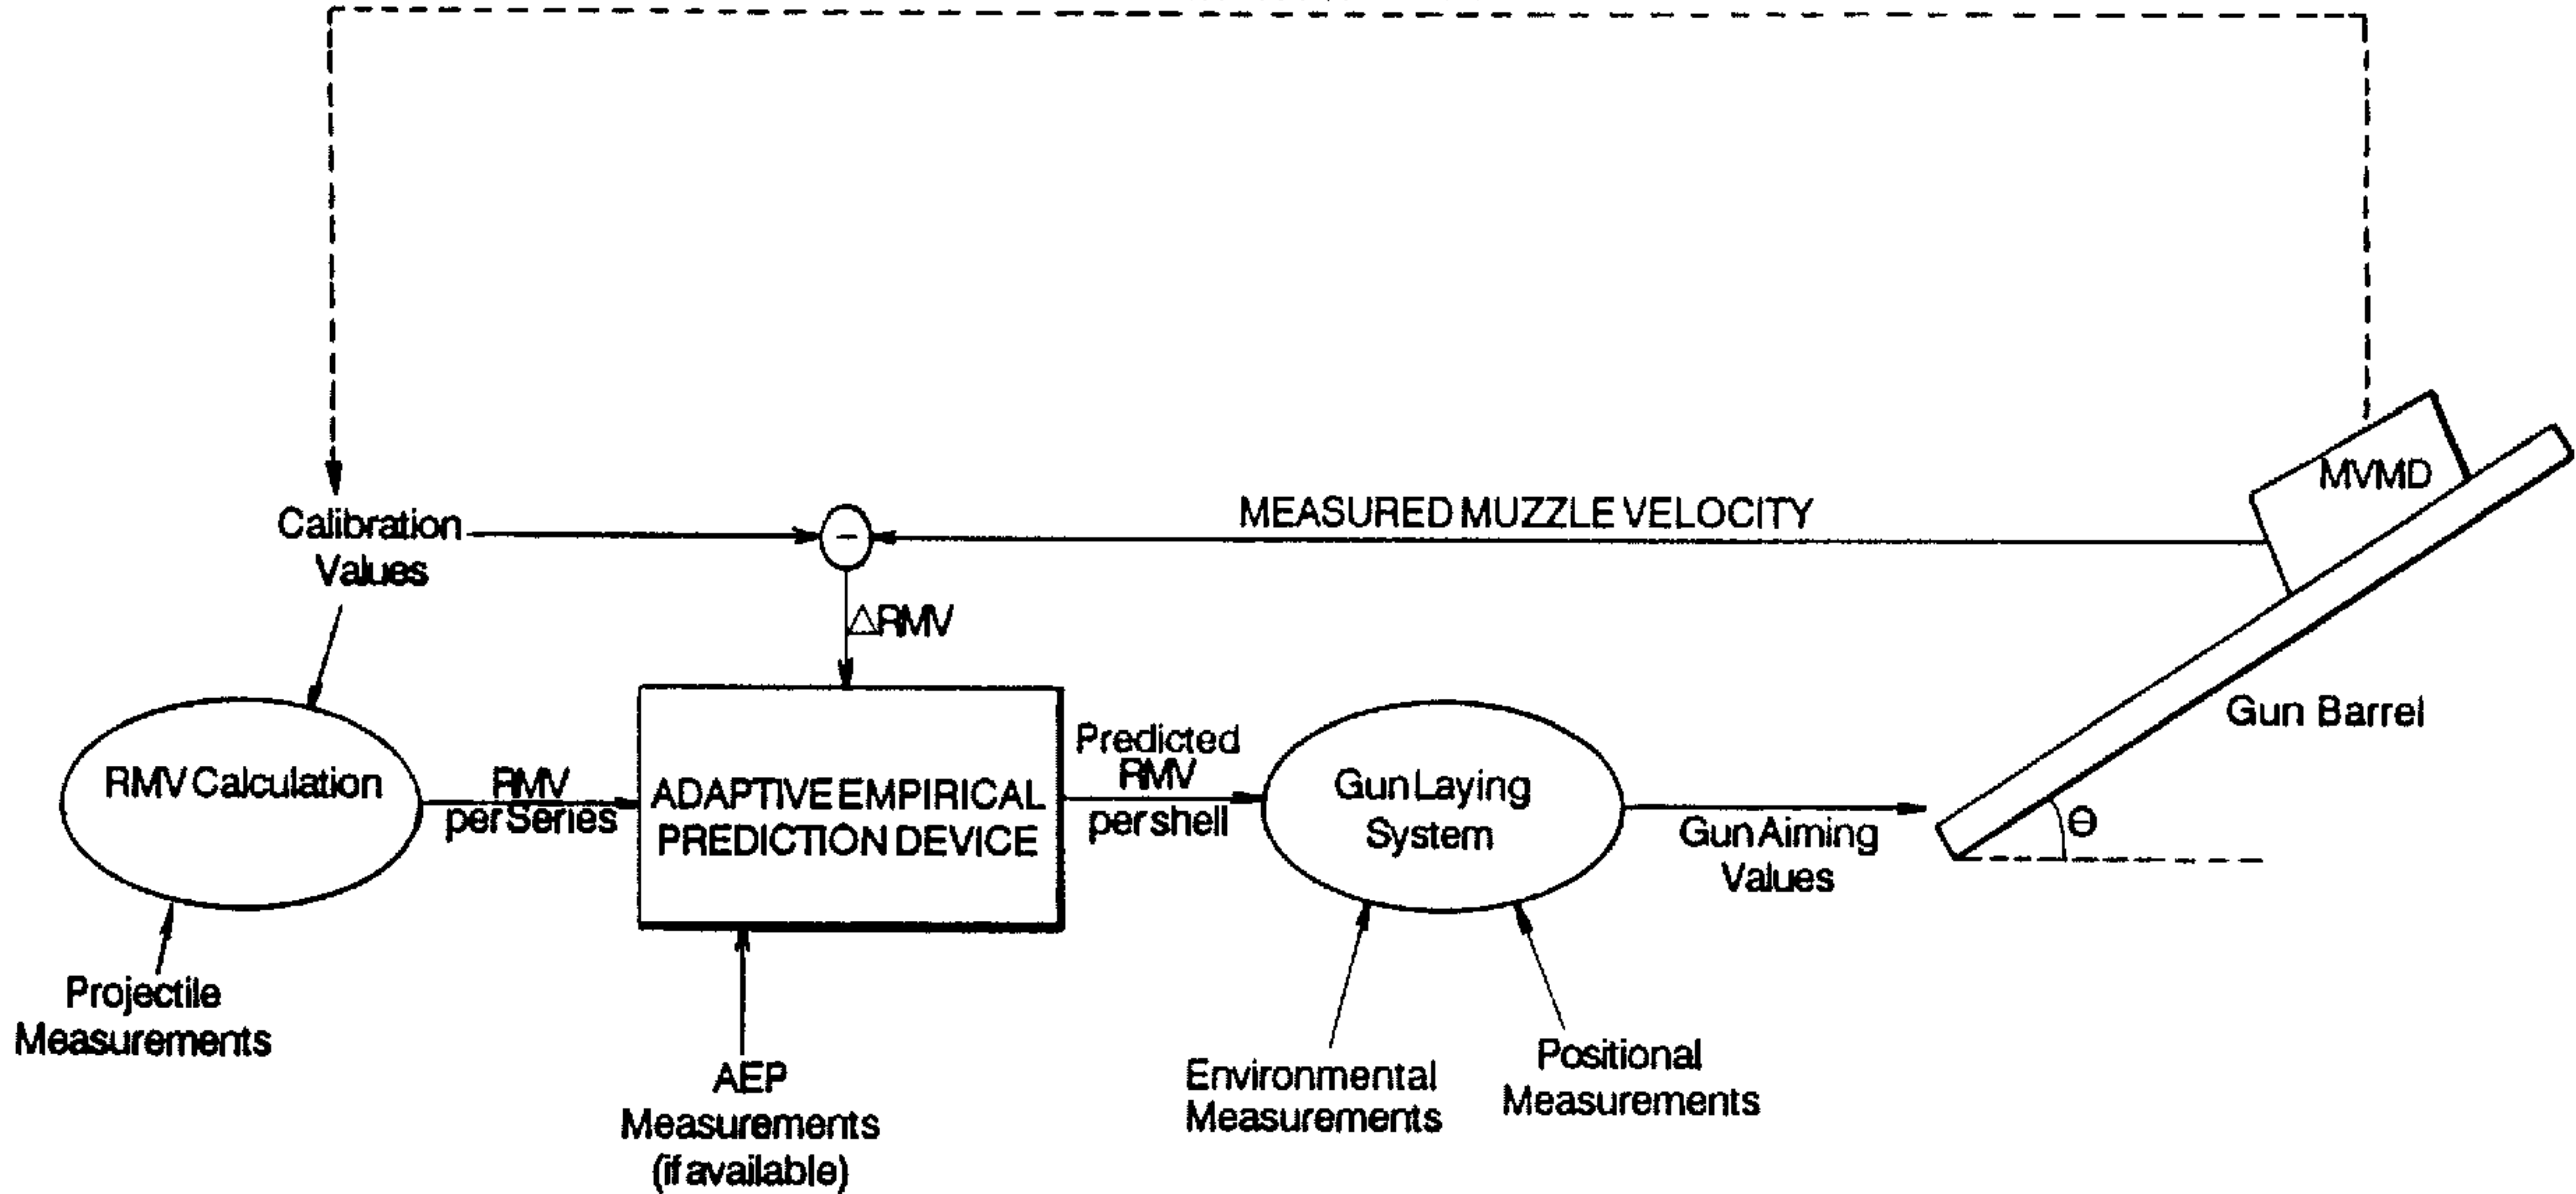 MVMD
MEASURED MUZZLE VELOCITY
Calibration
Values
−
△RMV
Gun Barrel
RMV Calculation
RMV
per Series
ADAPTIVE EMPIRICAL
PREDICTION DEVICE
Predicted
RMV
per shell
Gun Laying
System
Gun Aiming
Values
Θ
Projectile
Measurements
AEP
Measurements
(if available)
Environmental
Measurements
Positional
Measurements